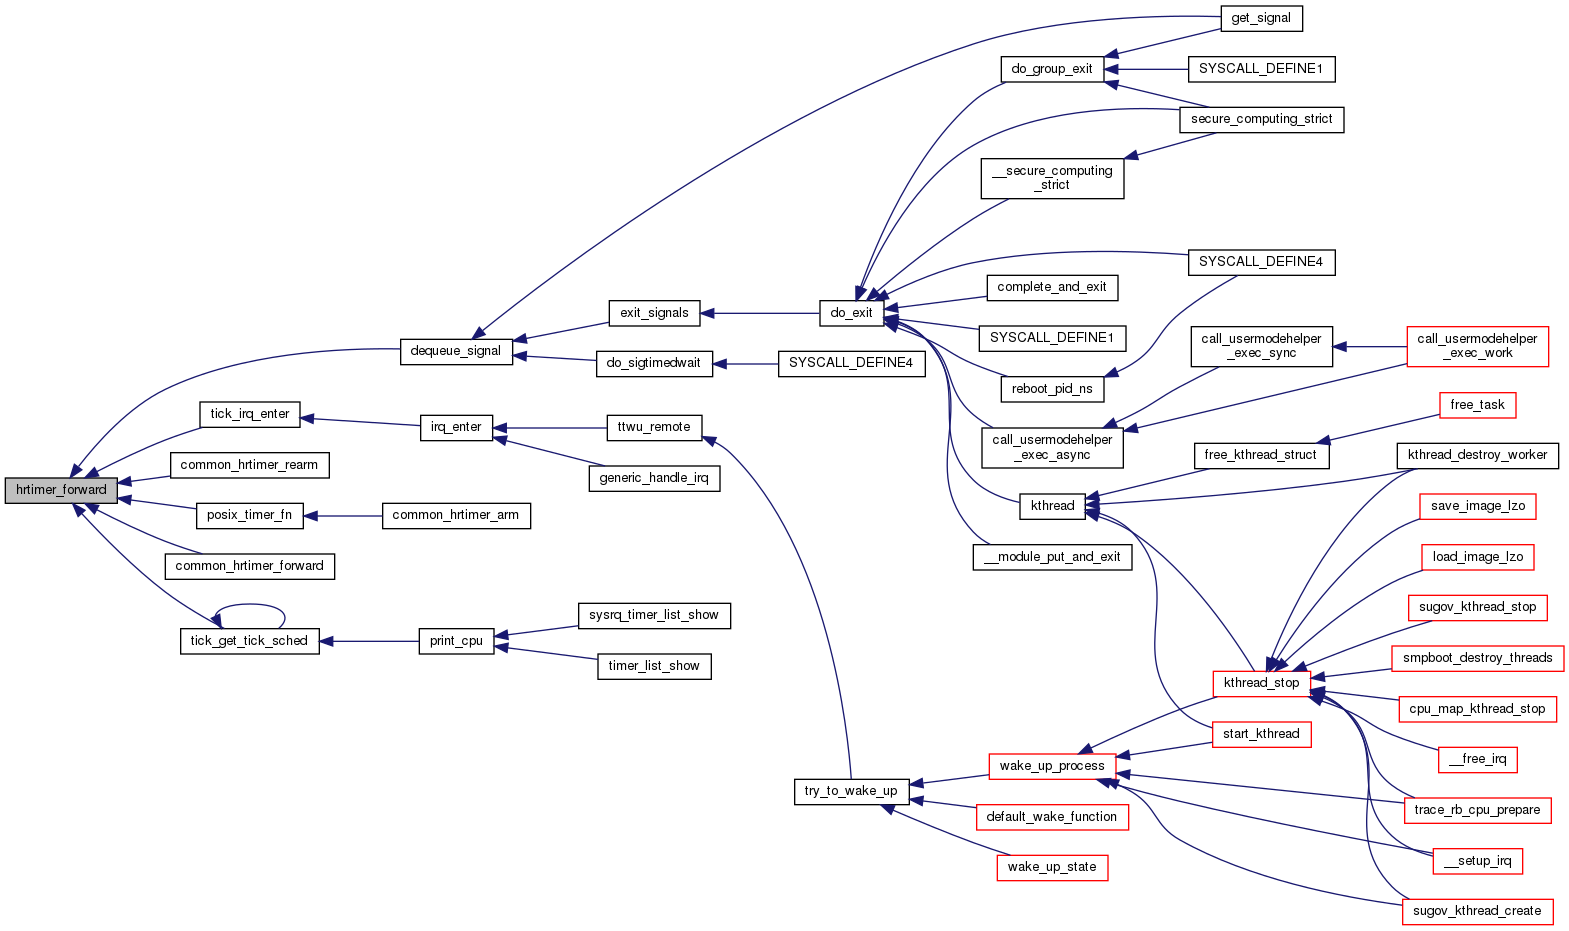 get_signal
do_group_exit
SYSCALL_DEFINE1
secure_computing_strict
__secure_computing
_strict
SYSCALL_DEFINE4
complete_and_exit
exit_signals
do_exit
SYSCALL_DEFINE1
call_usermodehelper
_exec_sync
call_usermodehelper
_exec_work
dequeue_signal
do_sigtimedwait
SYSCALL_DEFINE4
reboot_pid_ns
free_task
tick_irq_enter
irq_enter
ttwu_remote
call_usermodehelper
_exec_async
free_kthread_struct
kthread_destroy_worker
common_hrtimer_rearm
generic_handle_irq
hrtimer_forward
kthread
save_image_lzo
posix_timer_fn
common_hrtimer_arm
__module_put_and_exit
load_image_lzo
common_hrtimer_forward
sugov_kthread_stop
sysrq_timer_list_show
tick_get_tick_sched
print_cpu
smpboot_destroy_threads
timer_list_show
kthread_stop
cpu_map_kthread_stop
start_kthread
__free_irq
wake_up_process
try_to_wake_up
trace_rb_cpu_prepare
default_wake_function
__setup_irq
wake_up_state
sugov_kthread_create